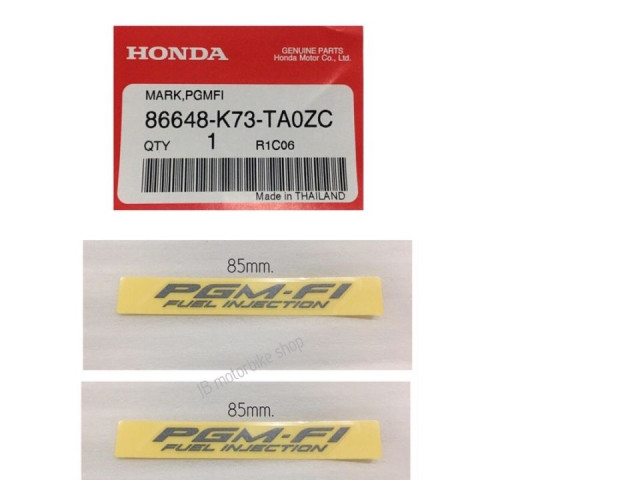 HONDA
GENUINE PARTS
Honda Motor Co., Ltd.
MARK,PGMFI
86648-K73-TA0ZC
QTY 1 R1C06
Made in THAILAND
85mm.
PGM-FI
FUEL INJECTION
JB motorbike shop
85mm.
PGM-FI
FUEL INJECTION